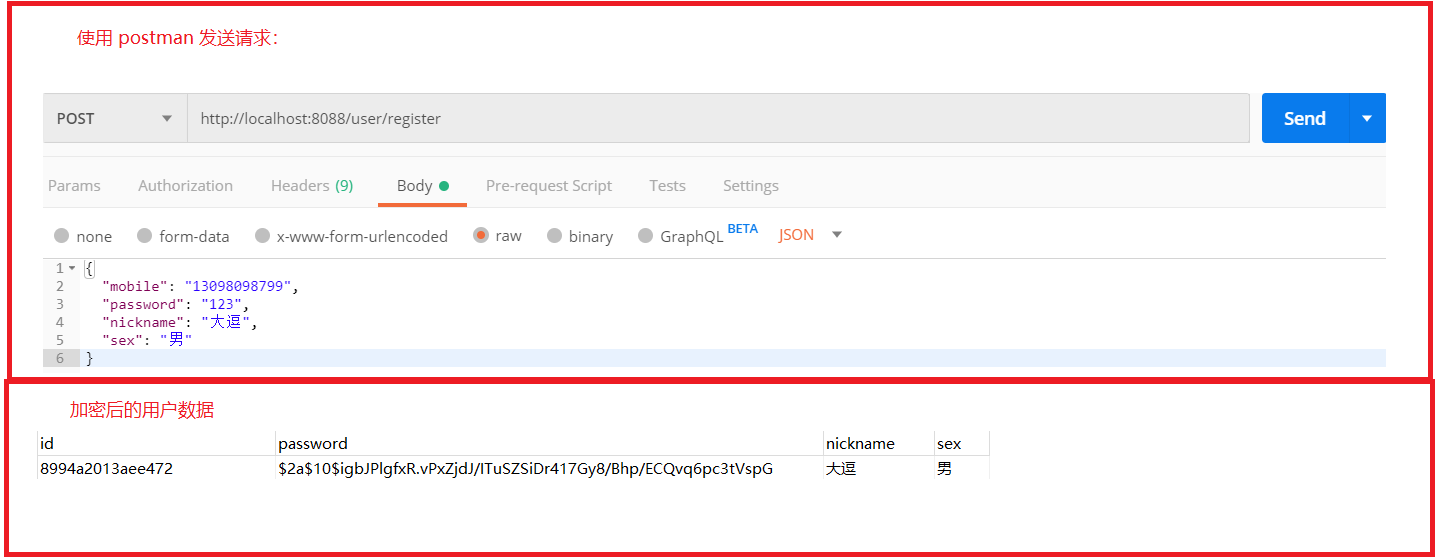 使用 postman 发送请求:
POST http://localhost:8088/user/register Send
Params Authorization Headers (9) Body Pre-request Script Tests Settings
none form-data x-www-form-urlencoded raw binary GraphQL BETA JSON
1 {
2 "mobile": "13098098799",
3 "password": "123",
4 "nickname": "大逗",
5 "sex": "男"
6 }
加密后的用户数据
id password nickname sex
8994a2013aee472 $2a$10$igbJPlgfxR.vPxZjdJ/ITuSZSiDr417Gy8/Bhp/ECQvq6pc3tVspG 大逗 男